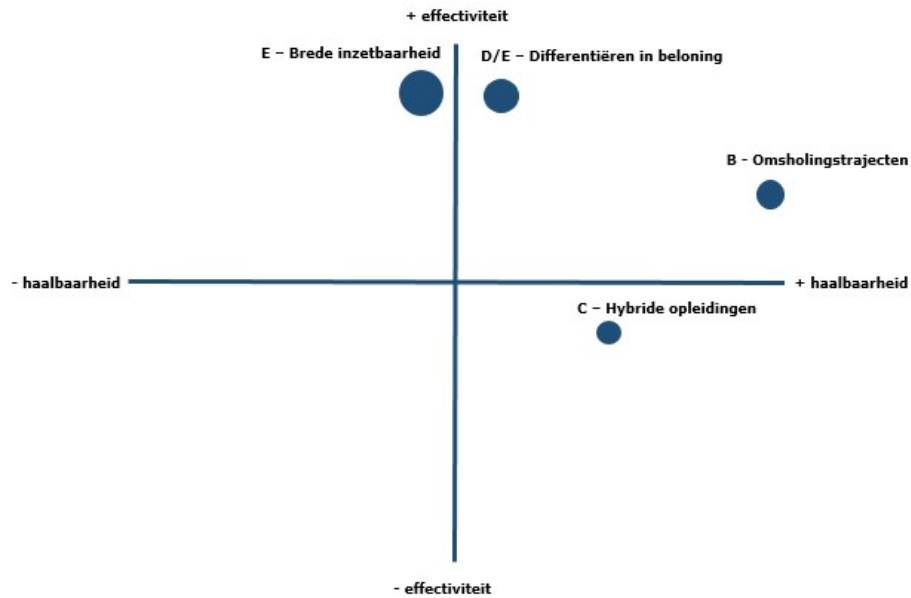 + effectiviteit
E – Brede inzetbaarheid
D/E – Differentiëren in beloning
B - Omsholingstrajecten
- haalbaarheid
+ haalbaarheid
C – Hybride opleidingen
- effectiviteit